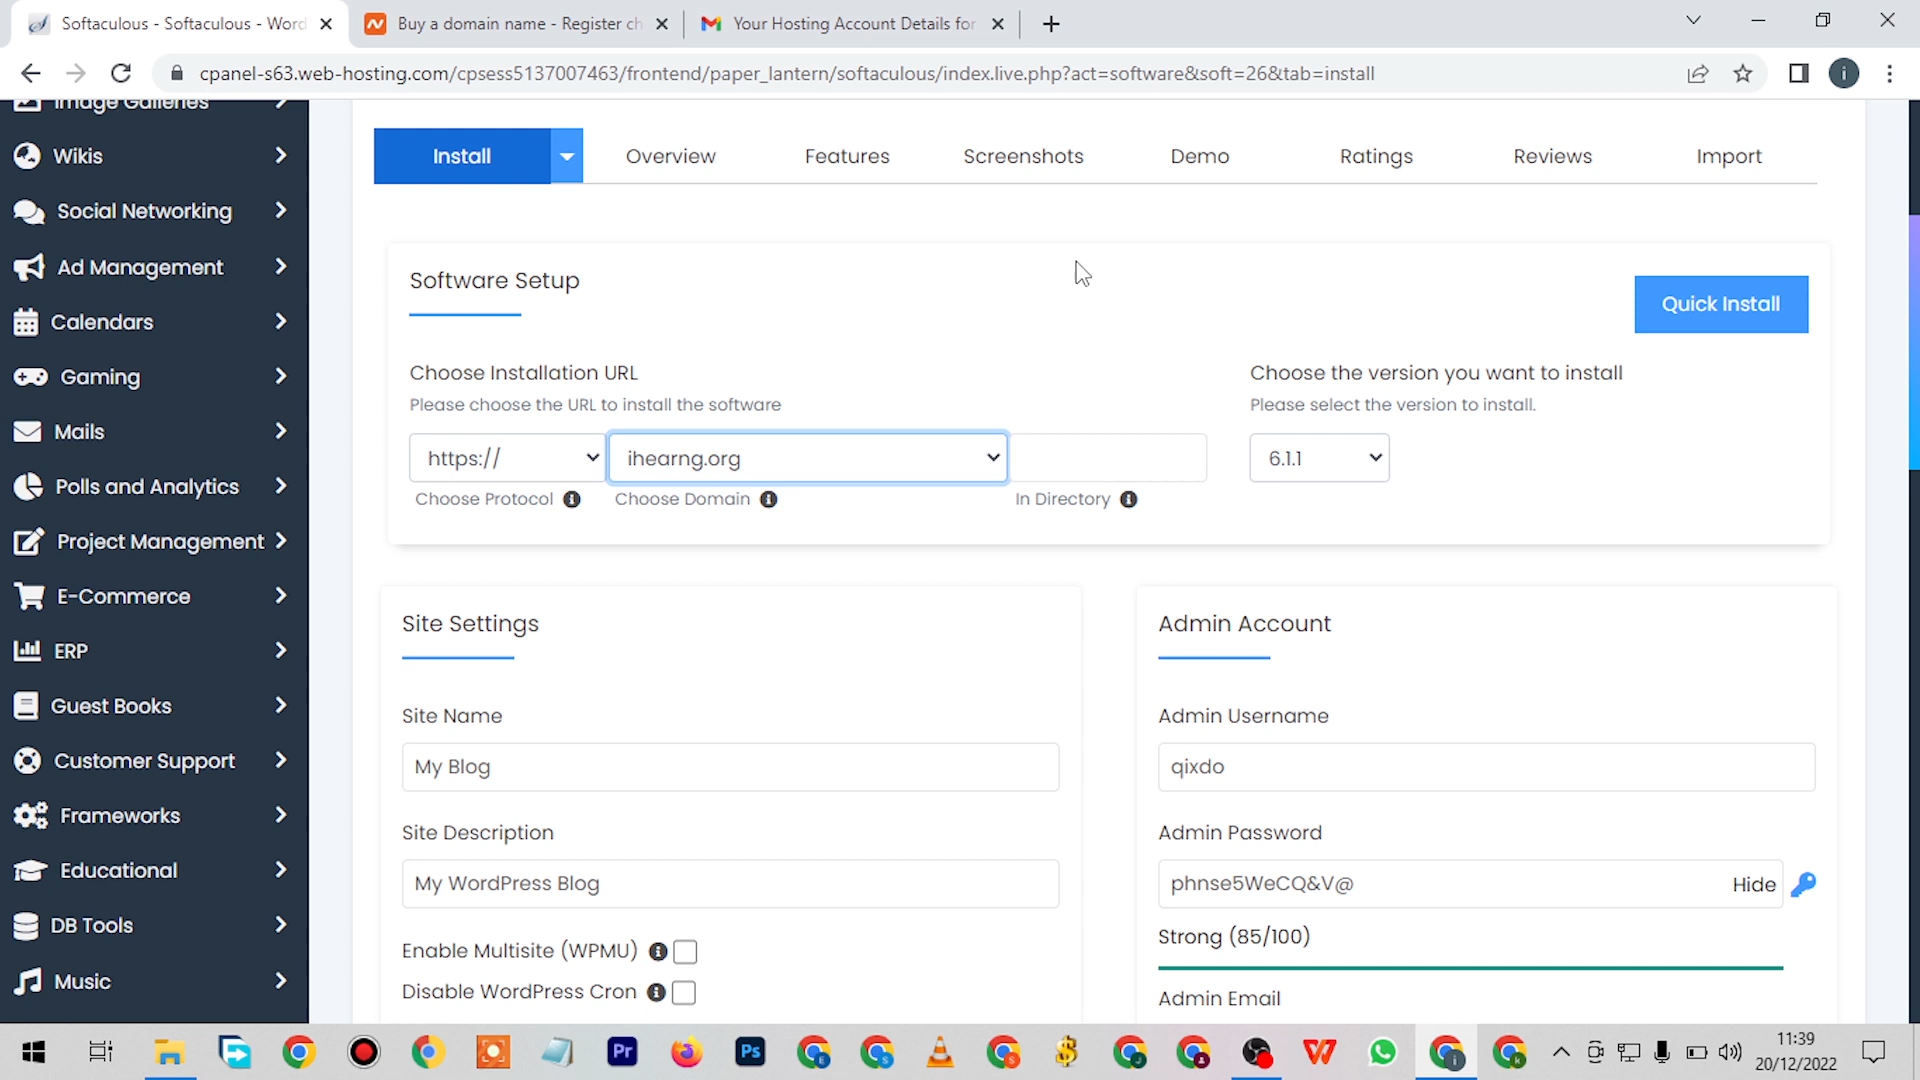 Softaculous - Softaculous - Word
Buy a domain name - Register ch
Your Hosting Account Details for
cpanel-s63.web-hosting.com/cpsess5137007463/frontend/paper_lantern/softaculous/index.live.php?act=software&soft=26&tab=install
i
Image Galleries
Wikis
Social Networking
Ad Management
Calendars
Gaming
Mails
Polls and Analytics
Project Management
E-Commerce
ERP
Guest Books
Customer Support
Frameworks
Educational
DB Tools
Music
Install
Overview
Features
Screenshots
Demo
Ratings
Reviews
Import
Software Setup
Quick Install
Choose Installation URL
Please choose the URL to install the software
Choose the version you want to install
Please select the version to install.
https://
ihearng.org
6.1.1
Choose Protocol
Choose Domain
In Directory
Site Settings
Site Name
My Blog
Site Description
My WordPress Blog
Enable Multisite (WPMU)
Disable WordPress Cron
Admin Account
Admin Username
qixdo
Admin Password
phnse5WeCQ&V@
Hide
Strong (85/100)
Admin Email
Pr
Ps
11:39
20/12/2022